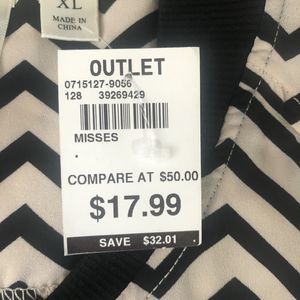 XL
MADE IN
CHINA
OUTLET
0715127-9056
128 39269429
MISSES
COMPARE AT $50.00
$17.99
SAVE $32.01